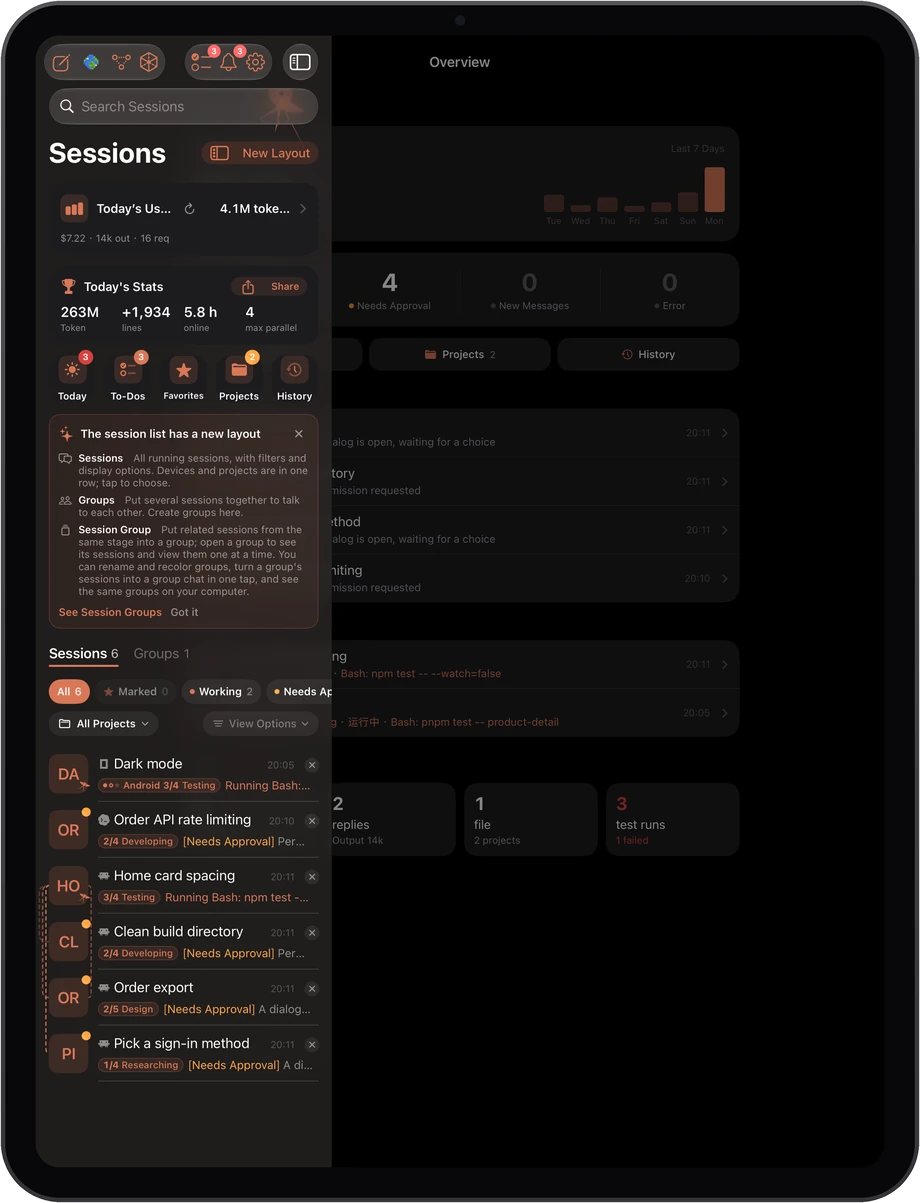 3
3
Overview
Search Sessions
Sessions
New Layout
Last 7 Days
Today's Us...
4.1M toke...
$7.22 · 14k out · 16 req
Tue Wed Thu Fri Sat Sun Mon
Today's Stats
Share
263M +1,934 5.8 h 4
Token lines online max parallel
4 0 0
Needs Approval New Messages Error
3 3 2
Today To-Dos Favorites Projects History
Projects 2
History
The session list has a new layout
Sessions All running sessions, with filters and
display options. Devices and projects are in one
row; tap to choose.
Groups Put several sessions together to talk
to each other. Create groups here.
Session Group Put related sessions from the
same stage into a group; open a group to see
its sessions and view them one at a time. You
can rename and recolor groups, turn a group's
sessions into a group chat in one tap, and see
the same groups on your computer.
See Session Groups Got it
alog is open, waiting for a choice
20:11
tory
mission requested
20:11
ethod
alog is open, waiting for a choice
20:11
niting
mission requested
20:10
Sessions 6 Groups 1
All 6 Marked 0 Working 2 Needs Ap
All Projects View Options
ng
· Bash: npm test -- --watch=false
20:11
g · 运行中 · Bash: pnpm test -- product-detail
20:05
DA
Dark mode 20:05
Android 3/4 Testing Running Bash:...
OR
Order API rate limiting 20:10
2/4 Developing [Needs Approval] Per...
HO
Home card spacing 20:11
3/4 Testing Running Bash: npm test -...
CL
Clean build directory 20:11
2/4 Developing [Needs Approval] Per...
OR
Order export 20:11
2/5 Design [Needs Approval] A dialog...
PI
Pick a sign-in method 20:11
1/4 Researching [Needs Approval] A di...
2
replies
Output 14k
1
file
2 projects
3
test runs
1 failed